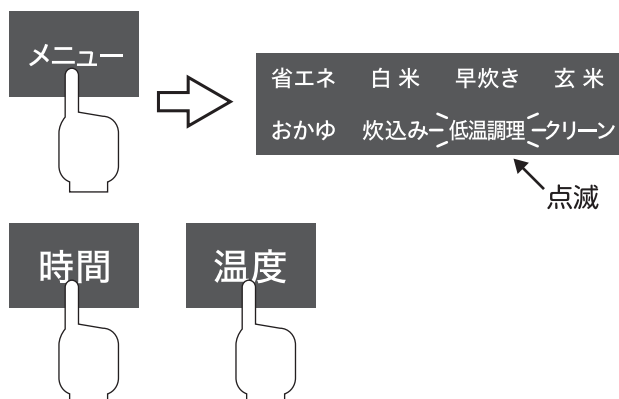 メニュー
省エネ 白米 早炊き 玄米
おかゆ 炊込み 低温調理 クリーン
点滅
時間 温度